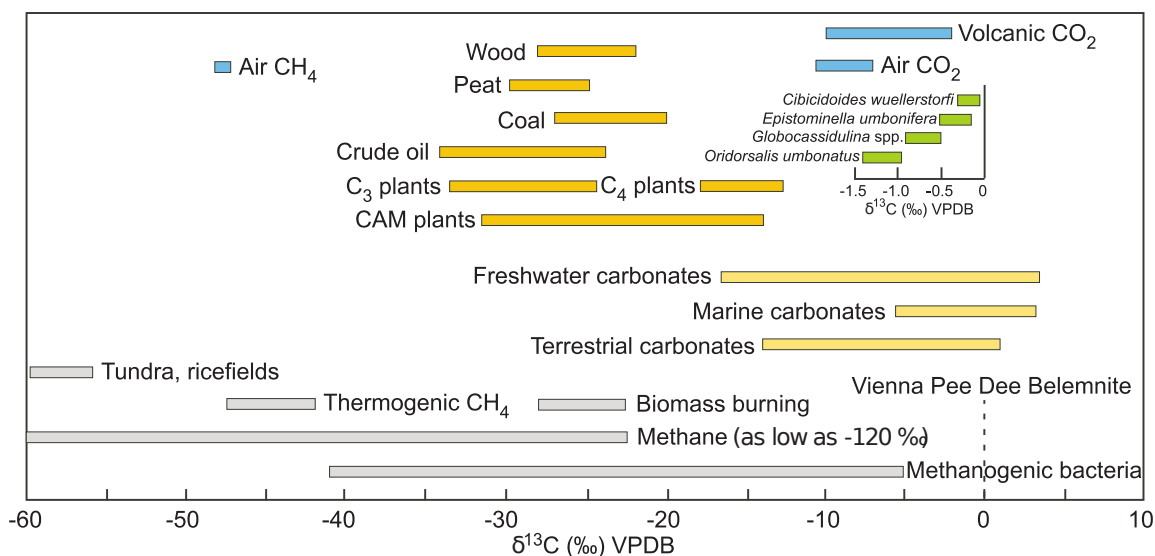 Volcanic CO₂
Wood
Air CH₄
Air CO₂
Peat
Cibicidoides wuellerstorfi
Epistominella umbonifera
Coal
Globocassidulina spp.
Crude oil
Oridorsalis umbonatus
C₃ plants
C₄ plants
-1.5 -1.0 -0.5 0
δ¹³C (‰) VPDB
CAM plants
Freshwater carbonates
Marine carbonates
Terrestrial carbonates
Tundra, ricefields
Vienna Pee Dee Belemnite
Thermogenic CH₄
Biomass burning
Methane (as low as -120 ‰)
Methanogenic bacteria
-60 -50 -40 -30 -20 -10 0 10
δ¹³C (‰) VPDB